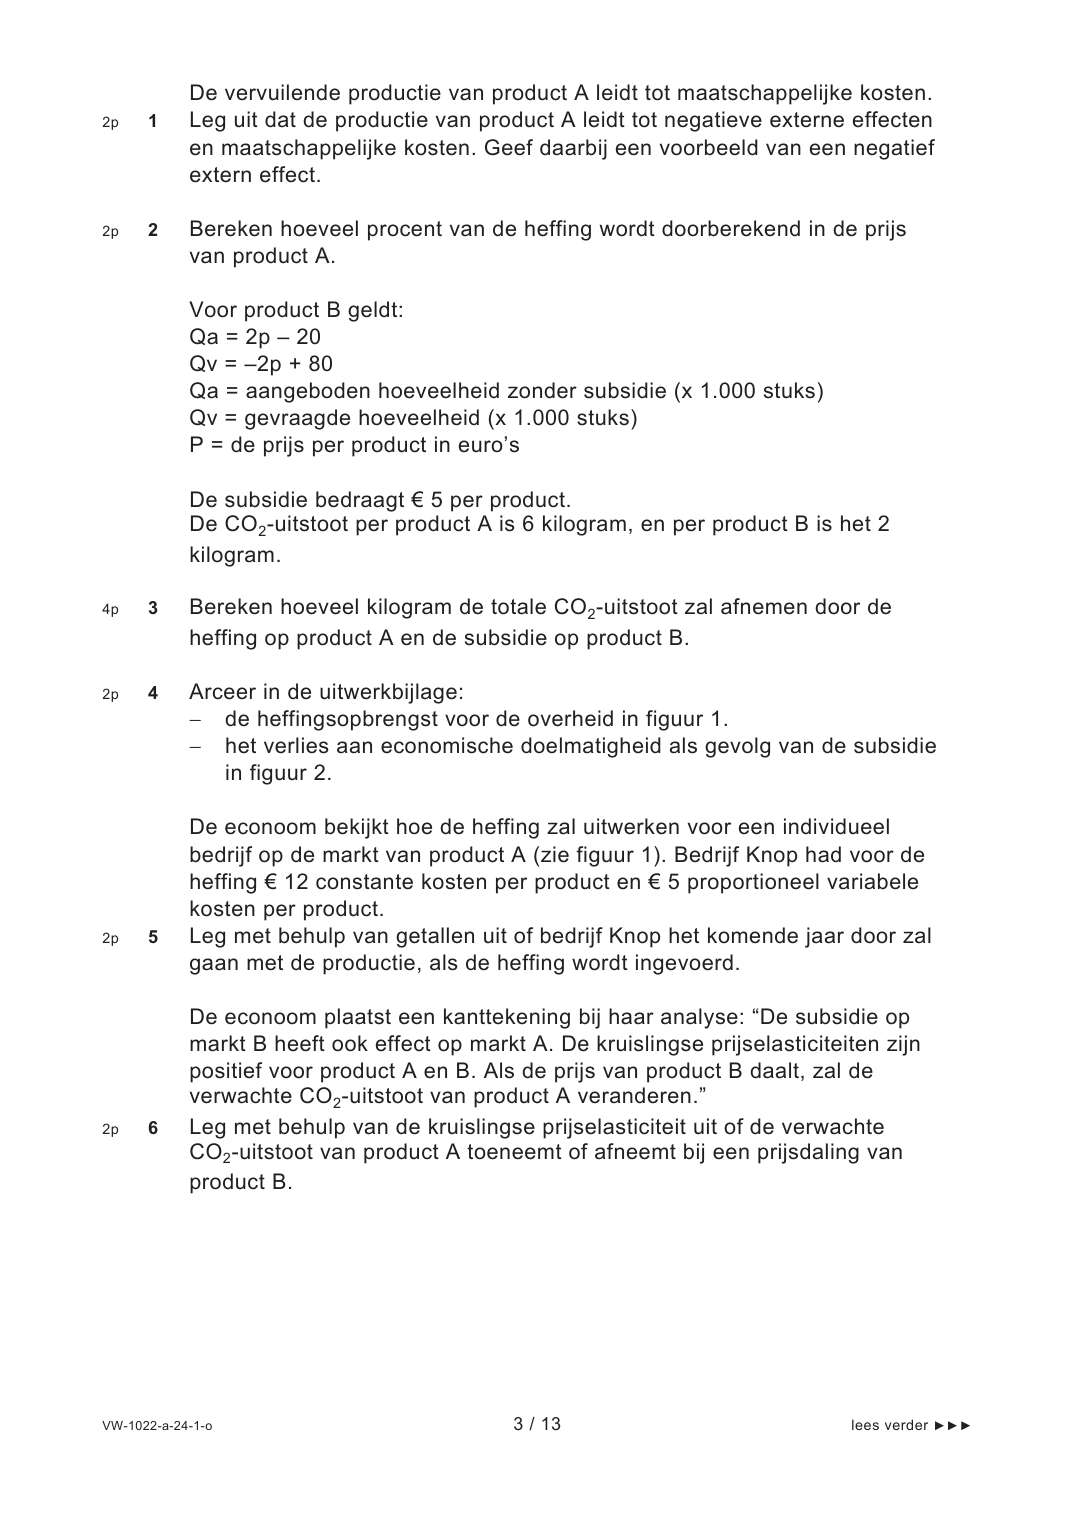 De vervuilende productie van product A leidt tot maatschappelijke kosten.
2p 1 Leg uit dat de productie van product A leidt tot negatieve externe effecten
en maatschappelijke kosten. Geef daarbij een voorbeeld van een negatief
extern effect.
2p 2 Bereken hoeveel procent van de heffing wordt doorberekend in de prijs
van product A.
Voor product B geldt:
Qa = 2p – 20
Qv = –2p + 80
Qa = aangeboden hoeveelheid zonder subsidie (x 1.000 stuks)
Qv = gevraagde hoeveelheid (x 1.000 stuks)
P = de prijs per product in euro’s
De subsidie bedraagt € 5 per product.
De CO₂-uitstoot per product A is 6 kilogram, en per product B is het 2
kilogram.
4p 3 Bereken hoeveel kilogram de totale CO₂-uitstoot zal afnemen door de
heffing op product A en de subsidie op product B.
2p 4 Arceer in de uitwerkbijlage:
– de heffingsopbrengst voor de overheid in figuur 1.
– het verlies aan economische doelmatigheid als gevolg van de subsidie
in figuur 2.
De econoom bekijkt hoe de heffing zal uitwerken voor een individueel
bedrijf op de markt van product A (zie figuur 1). Bedrijf Knop had voor de
heffing € 12 constante kosten per product en € 5 proportioneel variabele
kosten per product.
2p 5 Leg met behulp van getallen uit of bedrijf Knop het komende jaar door zal
gaan met de productie, als de heffing wordt ingevoerd.
De econoom plaatst een kanttekening bij haar analyse: “De subsidie op
markt B heeft ook effect op markt A. De kruislingse prijselasticiteiten zijn
positief voor product A en B. Als de prijs van product B daalt, zal de
verwachte CO₂-uitstoot van product A veranderen.”
2p 6 Leg met behulp van de kruislingse prijselasticiteit uit of de verwachte
CO₂-uitstoot van product A toeneemt of afneemt bij een prijsdaling van
product B.
VW-1022-a-24-1-o 3 / 13 lees verder ►►►